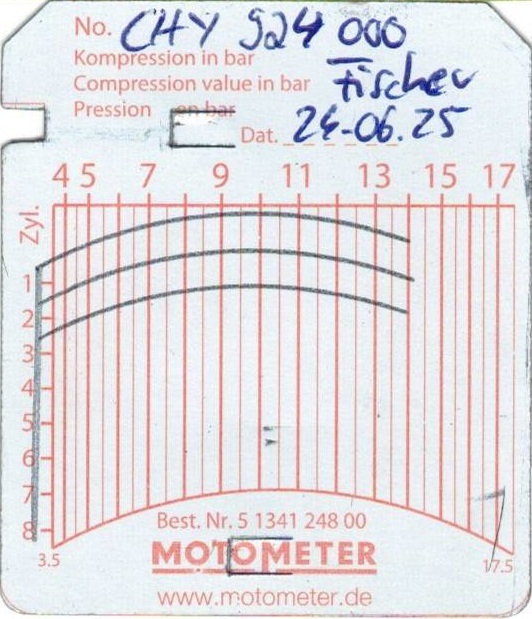 No. CHY 924 000
Kompression in bar
Compression value in bar
Fischer
Pression en bar
Dat. 24-06.25
4 5 7 9 11 13 15 17
Zyl.
1
2
3
4
5
6
7
8
3.5
17.5
Best. Nr. 5 1341 248 00
MOTOMETER
www.motometer.de